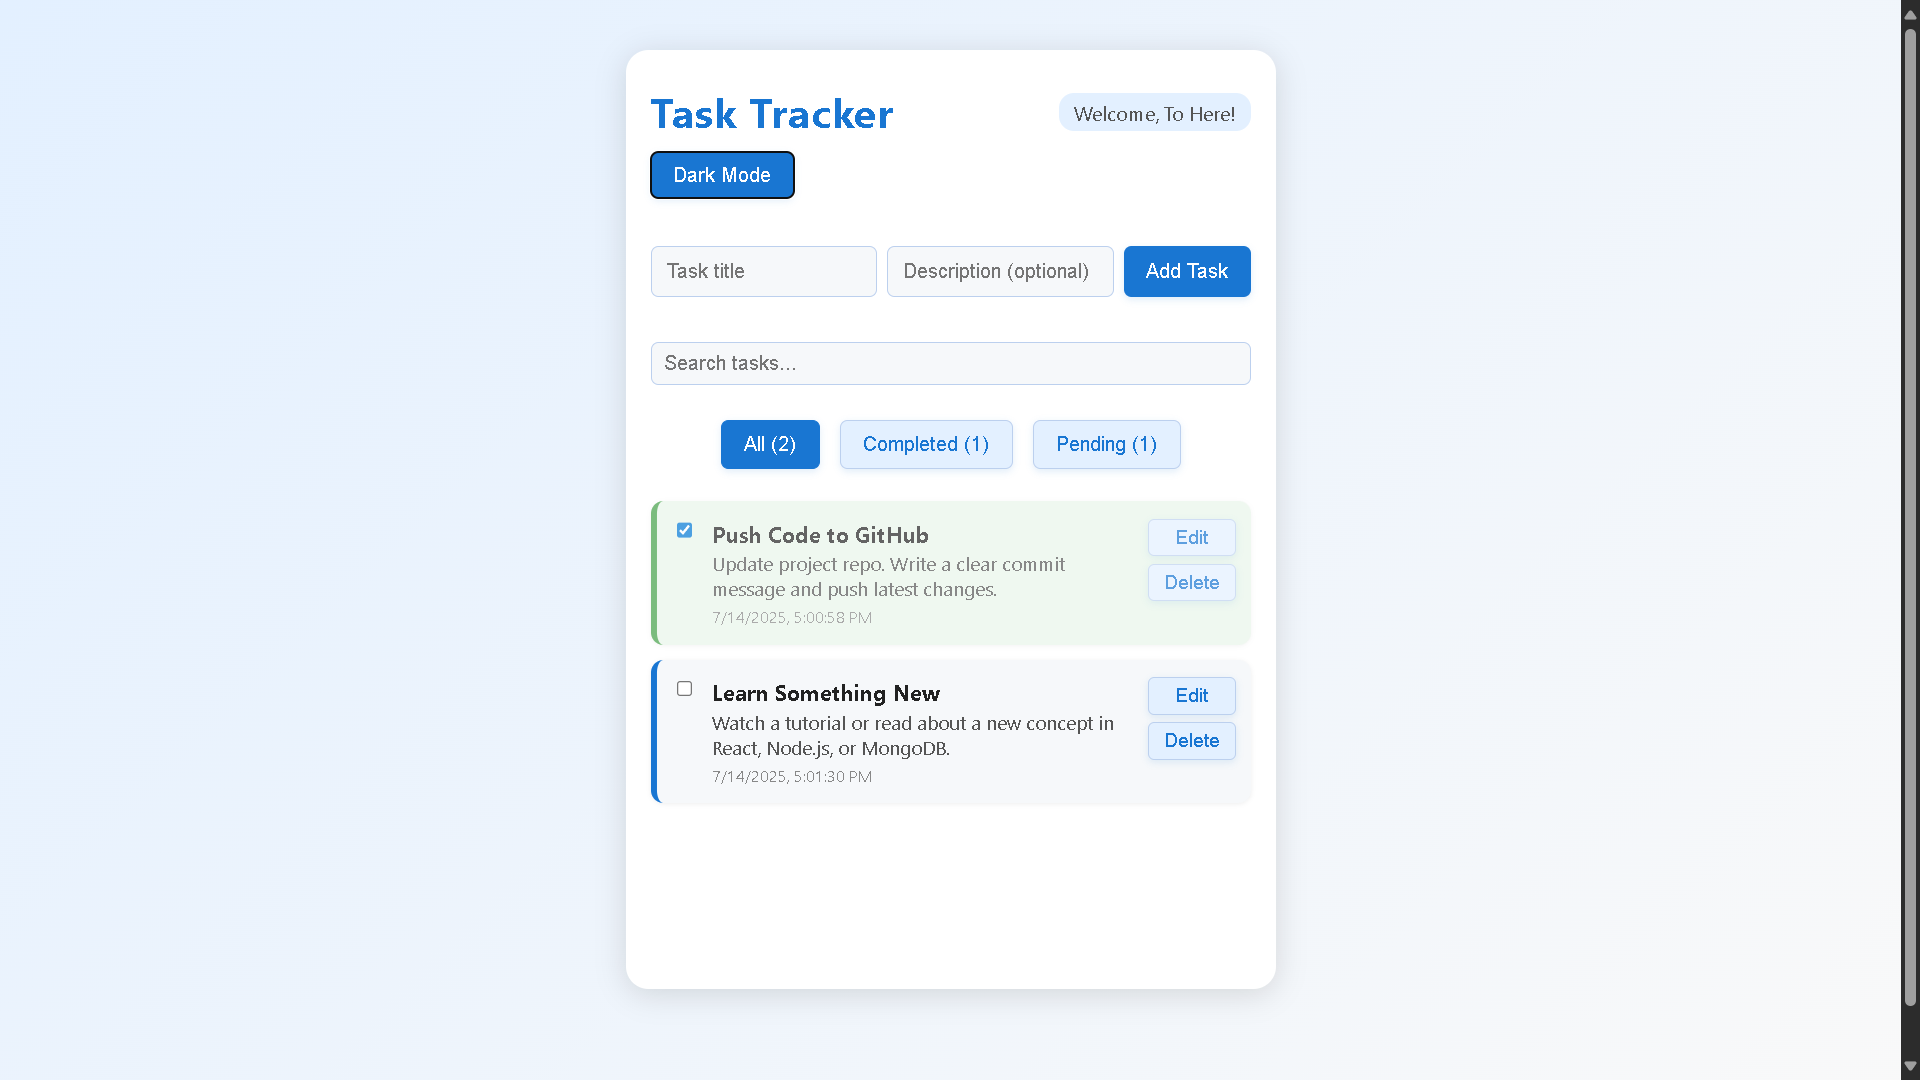 Task Tracker
Welcome, To Here!
Dark Mode
Task title
Description (optional)
Add Task
Search tasks...
All (2)
Completed (1)
Pending (1)
Push Code to GitHub
Update project repo. Write a clear commit
message and push latest changes.
7/14/2025, 5:00:58 PM
Edit
Delete
Learn Something New
Watch a tutorial or read about a new concept in
React, Node.js, or MongoDB.
7/14/2025, 5:01:30 PM
Edit
Delete